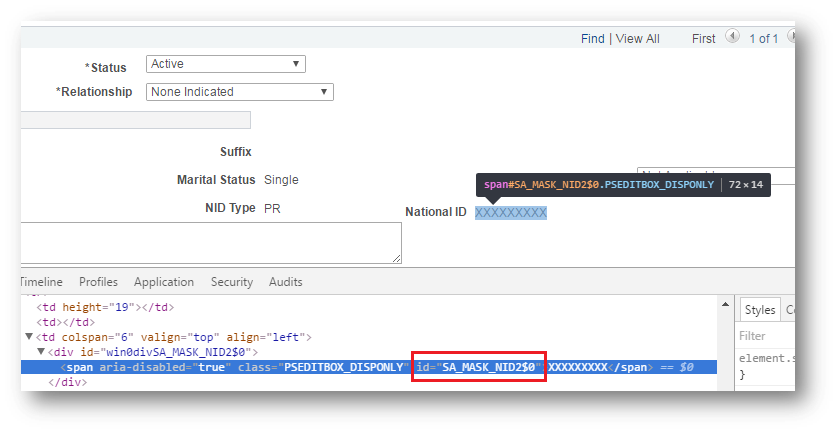 Find | View All First 1 of 1
*Status Active
*Relationship None Indicated
Suffix
Marital Status Single
span#SA_MASK_NID2$0.PSEDITBOX_DISPONLY 72×14
NID Type PR National ID XXXXXXXXX
Timeline Profiles Application Security Audits
<td height="19"></td>
<td></td>
<td colspan="6" valign="top" align="left">
<div id="win0divSA_MASK_NID2$0">
<span aria-disabled="true" class="PSEDITBOX_DISPONLY" id="SA_MASK_NID2$0">XXXXXXXXX</span> == $0
</div>
Styles
Filter
element.s
}